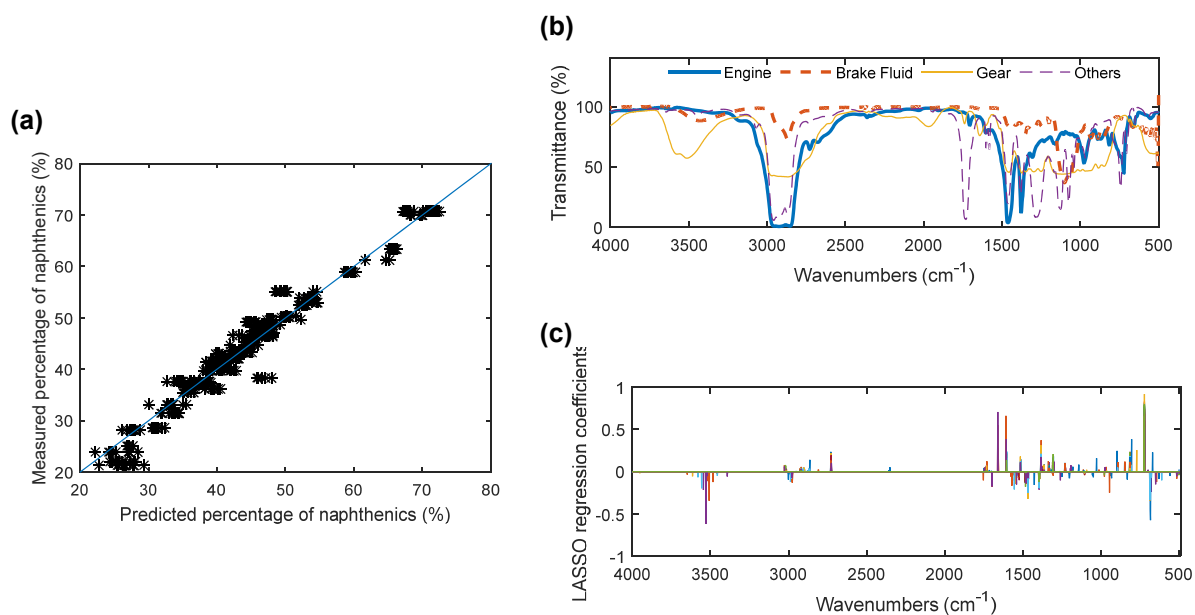 (a)
80
70
60
50
40
30
20
Measured percentage of naphthenics (%)
20 30 40 50 60 70 80
Predicted percentage of naphthenics (%)
(b)
Engine Brake Fluid Gear Others
100
50
0
Transmittance (%)
4000 3500 3000 2500 2000 1500 1000 500
Wavenumbers (cm⁻¹)
(c)
1
0.5
0
-0.5
-1
LASSO regression coefficients
4000 3500 3000 2500 2000 1500 1000 500
Wavenumbers (cm⁻¹)